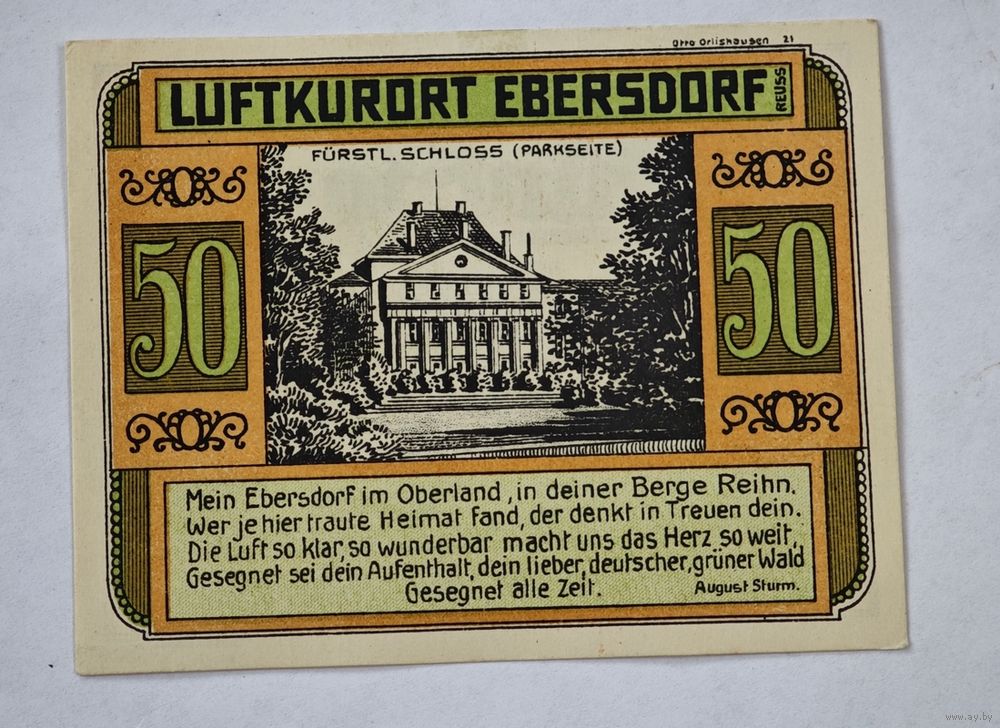 Otto Orlishausen 21
LUFTKURORT EBERSDORF REUSS
FÜRSTL. SCHLOSS (PARKSEITE)
50 50
Mein Ebersdorf im Oberland, in deiner Berge Reihn.
Wer je hier traute Heimat fand, der denkt in Treuen dein.
Die Luft so klar, so wunderbar macht uns das Herz so weit,
Gesegnet sei dein Aufenthalt, dein lieber, deutscher, grüner Wald
Gesegnet alle Zeit.
August Sturm.
www.ay.by